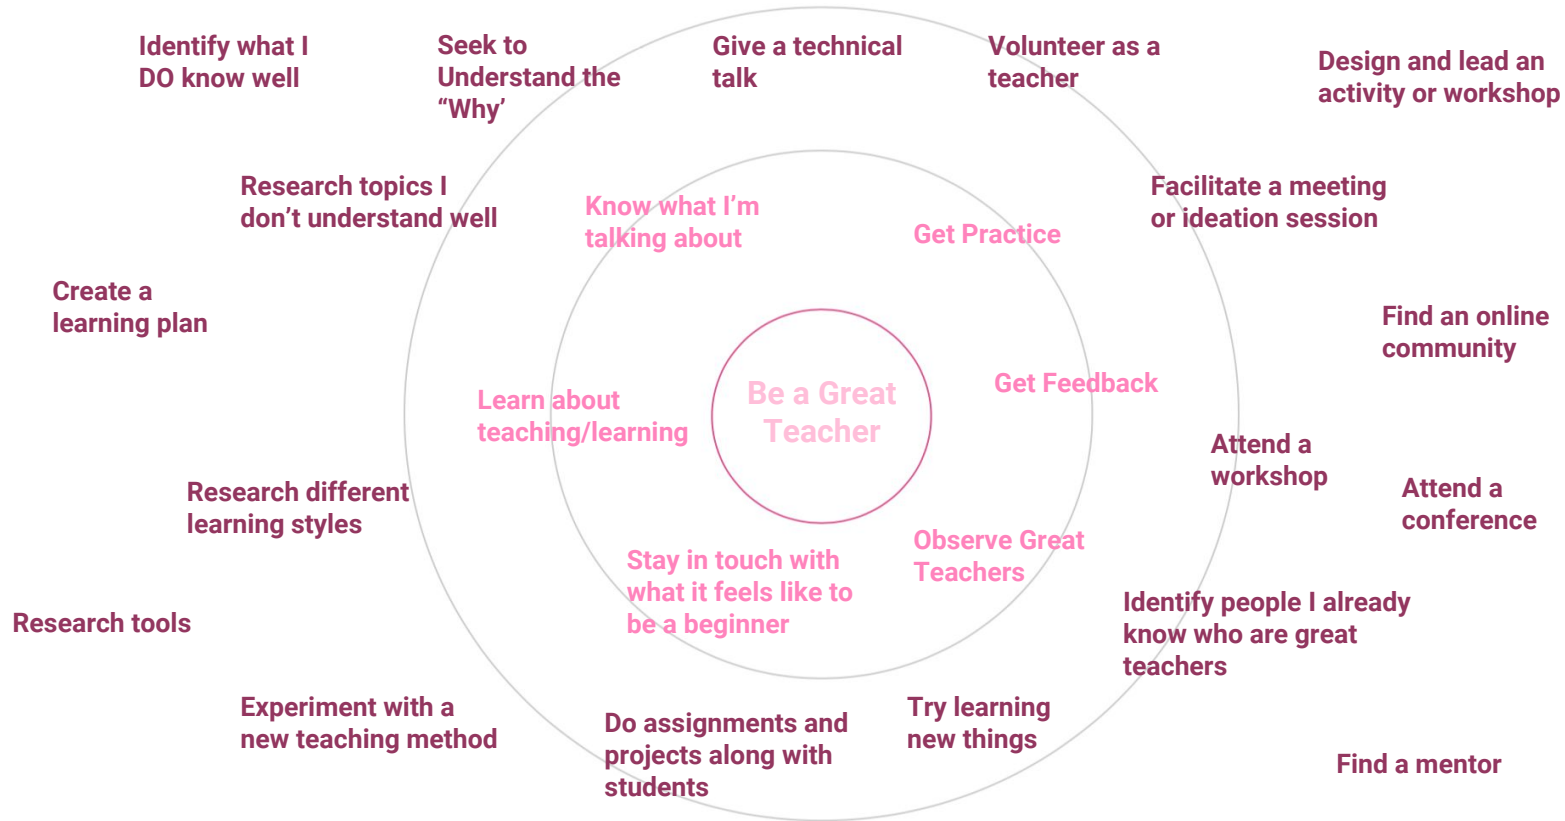 Identify what I
DO know well
Seek to
Understand the
“Why’
Give a technical
talk
Volunteer as a
teacher
Design and lead an
activity or workshop
Research topics I
don’t understand well
Know what I’m
talking about
Get Practice
Facilitate a meeting
or ideation session
Create a
learning plan
Find an online
community
Learn about
teaching/learning
Be a Great
Teacher
Get Feedback
Attend a
workshop
Attend a
conference
Research different
learning styles
Stay in touch with
what it feels like to
be a beginner
Observe Great
Teachers
Identify people I already
know who are great
teachers
Research tools
Experiment with a
new teaching method
Do assignments and
projects along with
students
Try learning
new things
Find a mentor